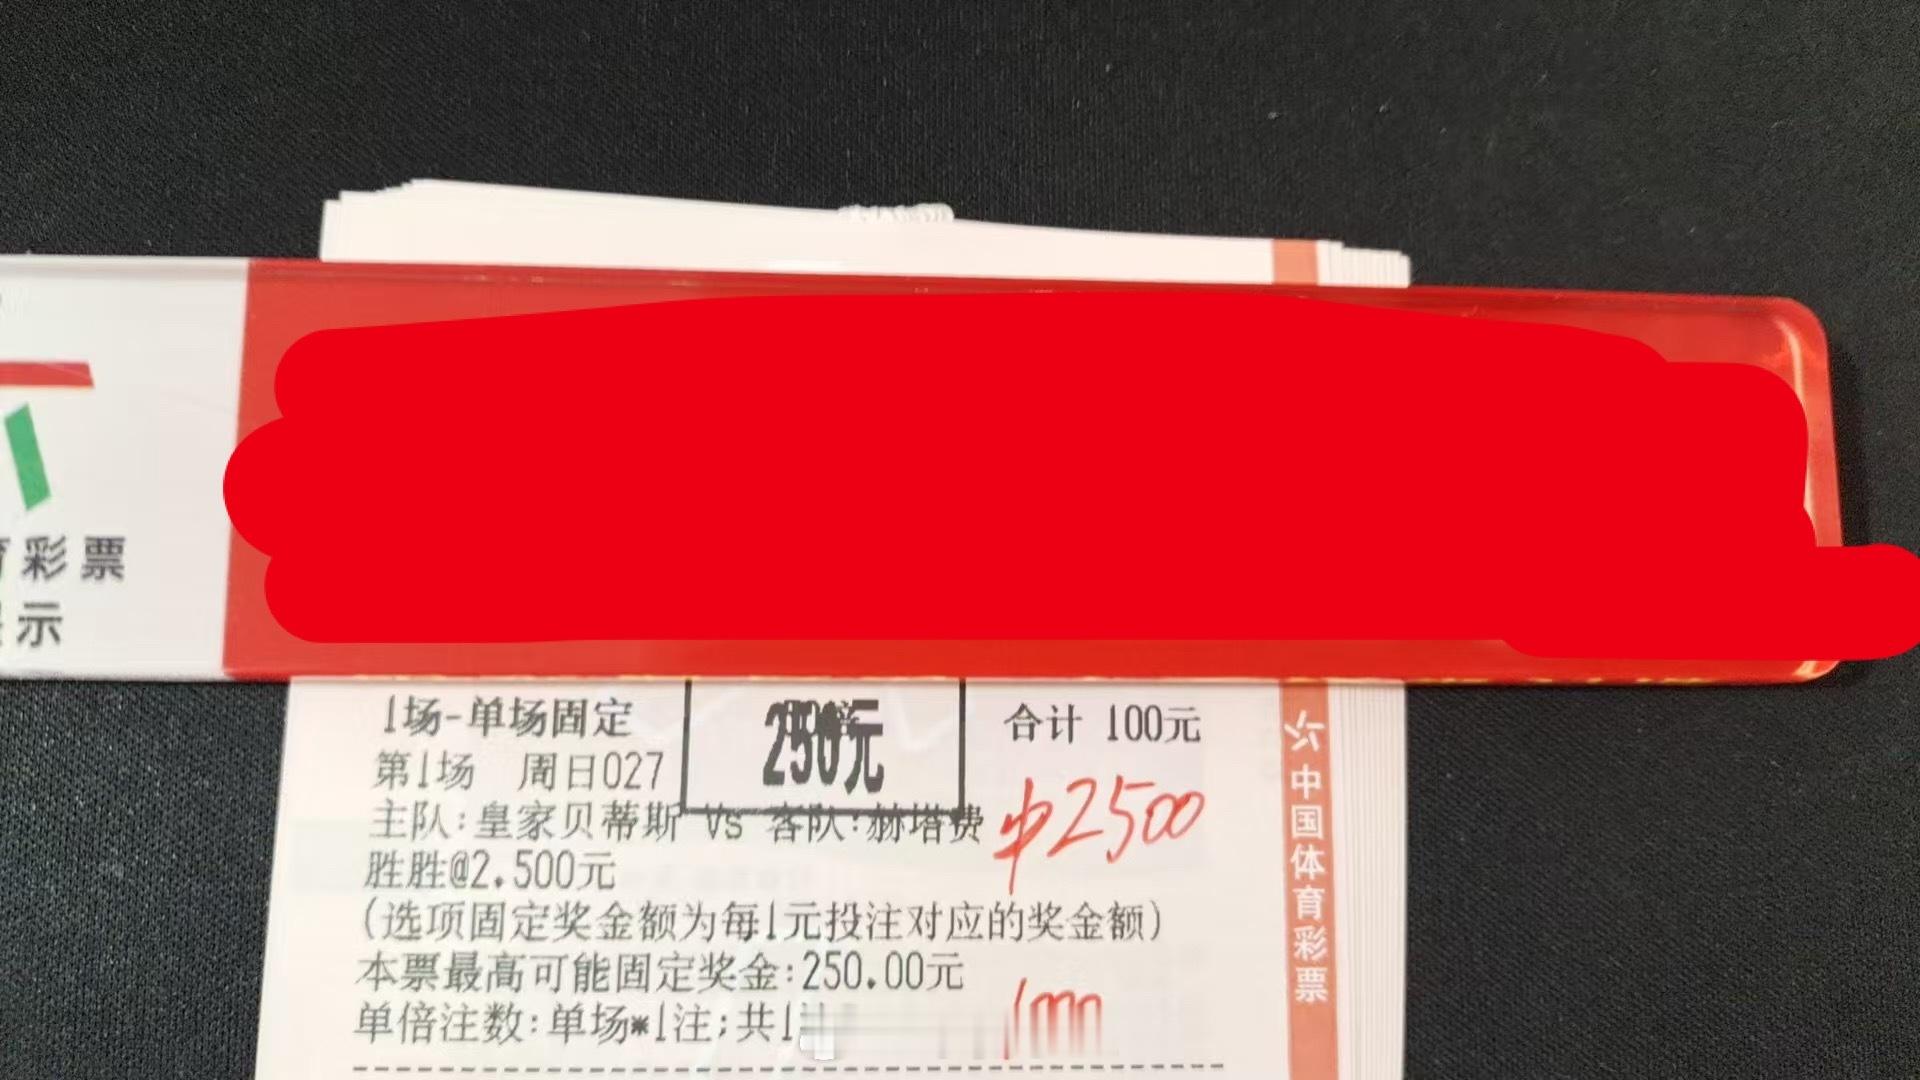 彩票
示
1场-单场固定
250元
合计 100元
第1场 周日027
主队:皇家贝蒂斯 Vs 客队:赫塔费
中2500
胜胜@2.500元
(选项固定奖金额为每1元投注对应的奖金额)
本票最高可能固定奖金:250.00元
单倍注数:单场*1注;共1
中国体育彩票